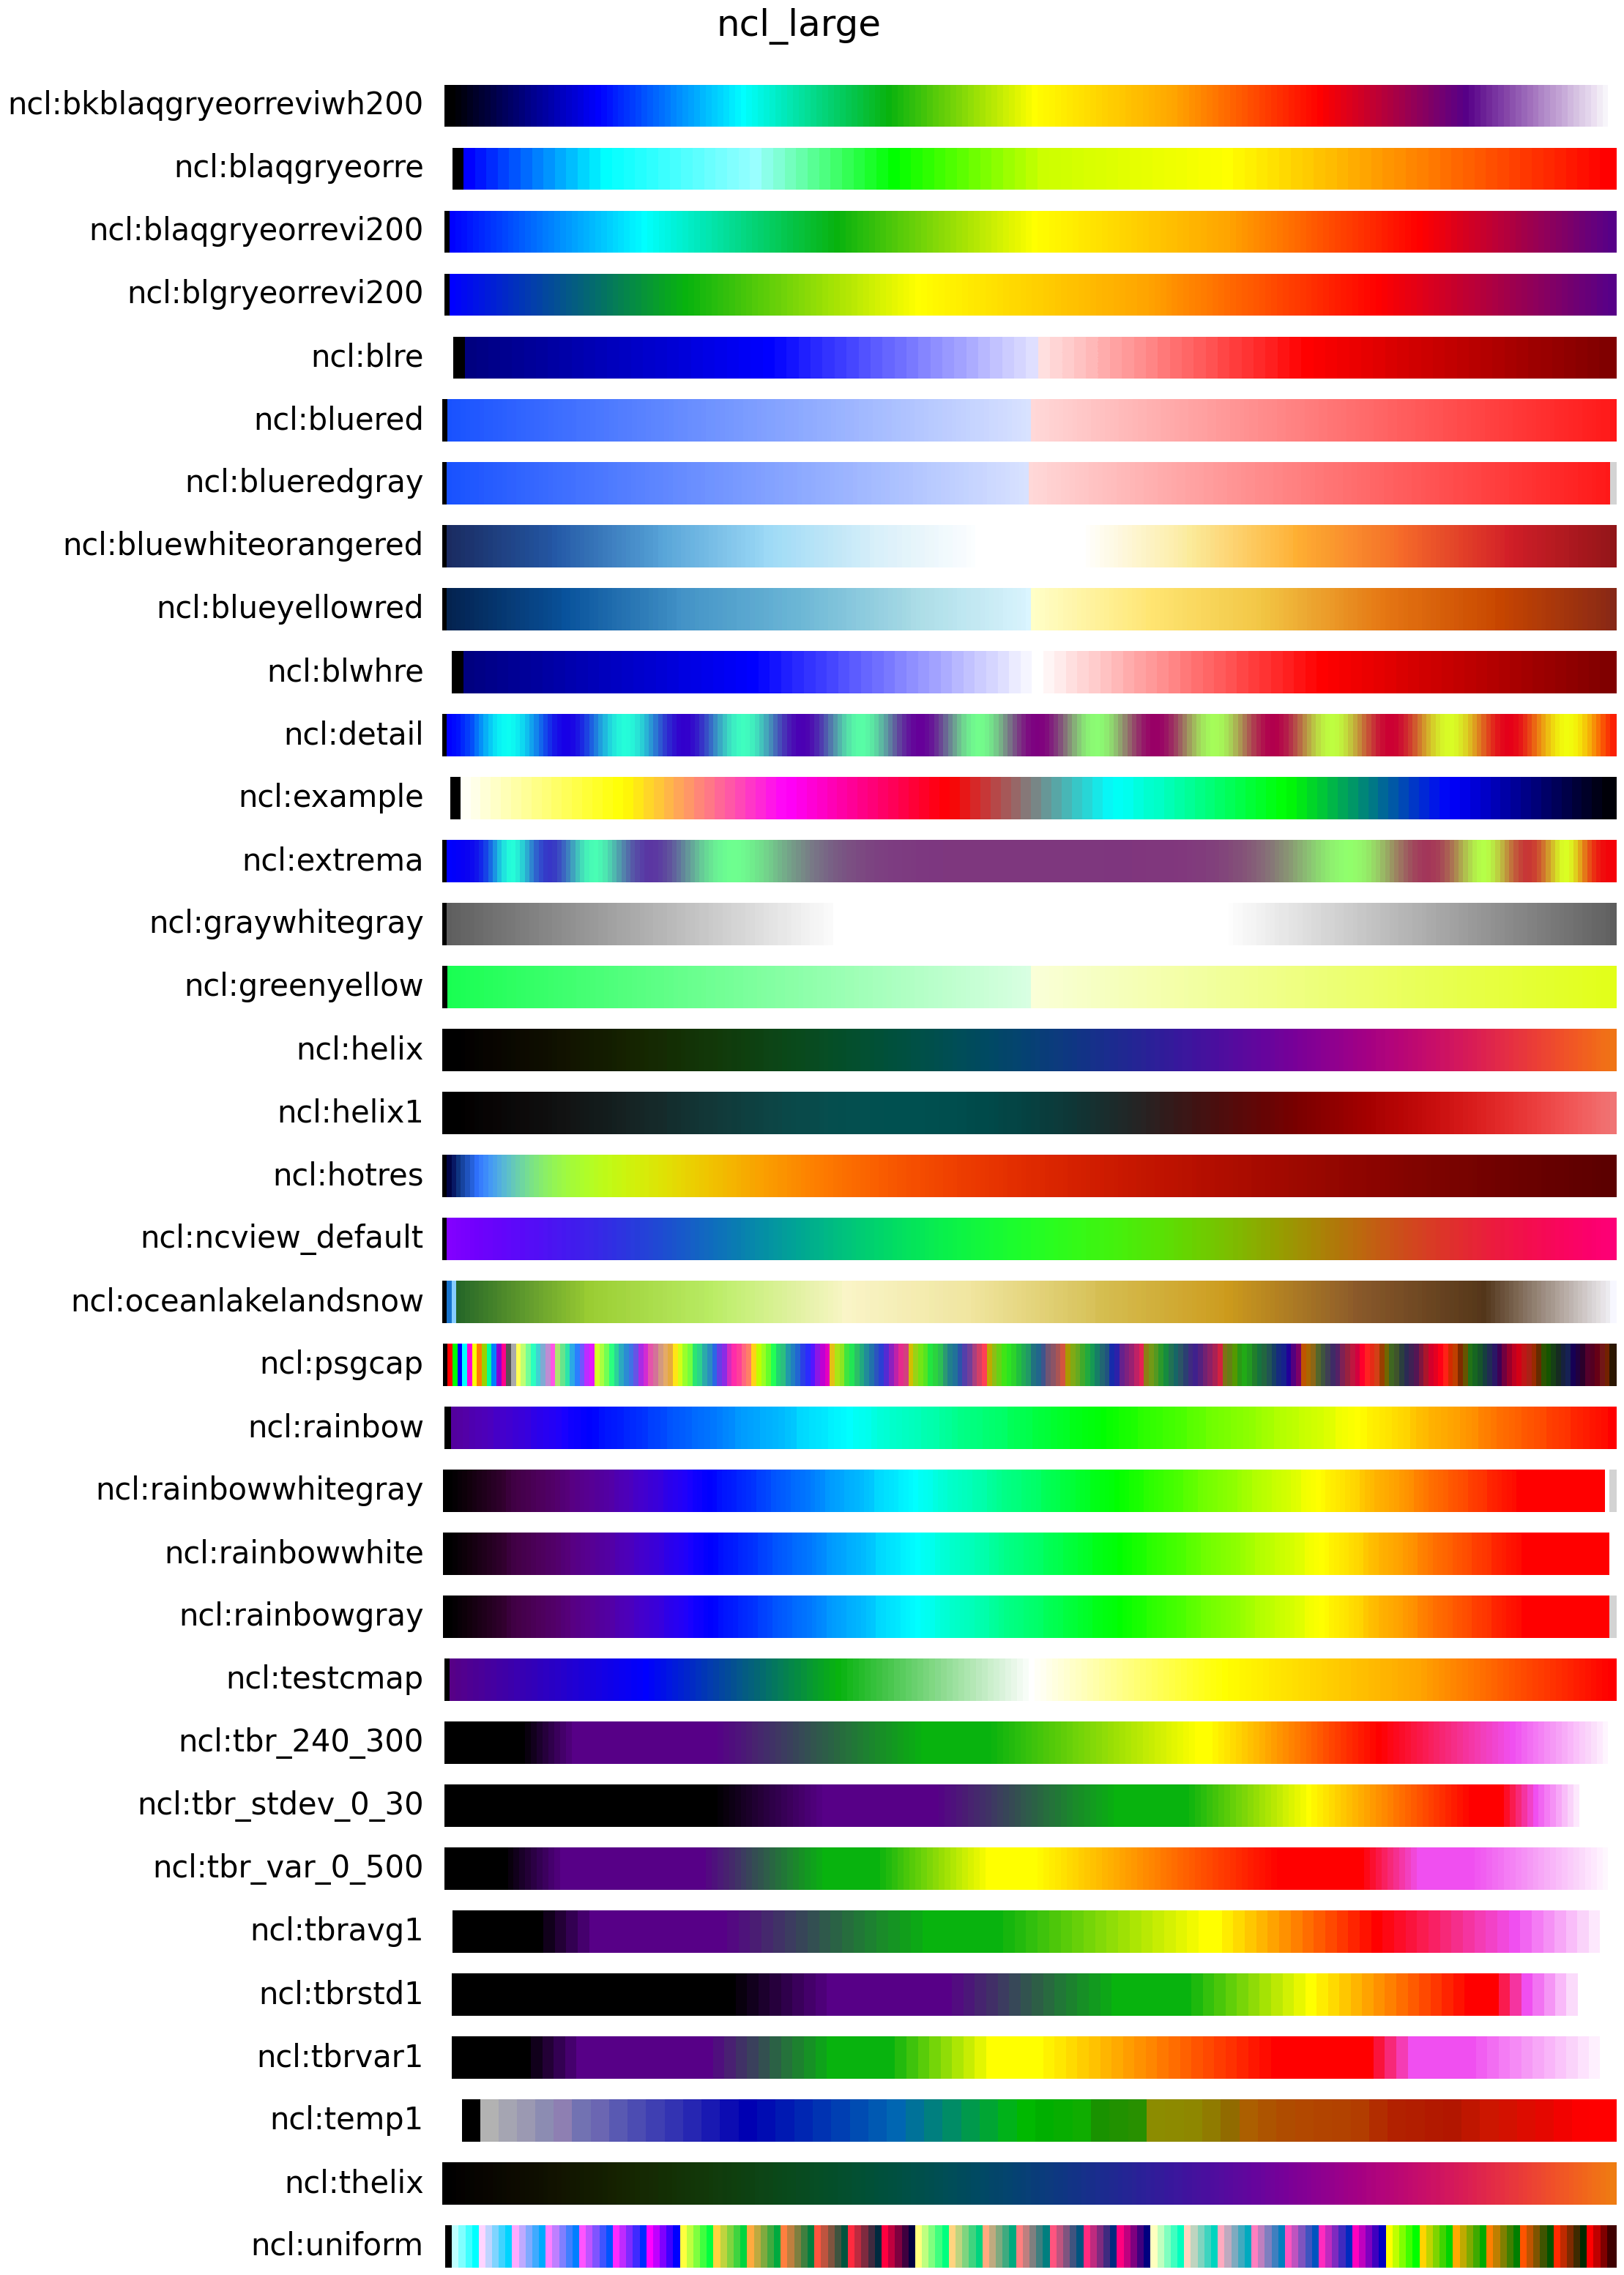 ncl_large
ncl:bkblaqgryeorreviwh200
ncl:blaqgryeorre
ncl:blaqgryeorrevi200
ncl:blgryeorrevi200
ncl:blre
ncl:bluered
ncl:blueredgray
ncl:bluewhiteorangered
ncl:blueyellowred
ncl:blwhre
ncl:detail
ncl:example
ncl:extrema
ncl:graywhitegray
ncl:greenyellow
ncl:helix
ncl:helix1
ncl:hotres
ncl:ncview_default
ncl:oceanlakelandsnow
ncl:psgcap
ncl:rainbow
ncl:rainbowwhitegray
ncl:rainbowwhite
ncl:rainbowgray
ncl:testcmap
ncl:tbr_240_300
ncl:tbr_stdev_0_30
ncl:tbr_var_0_500
ncl:tbravg1
ncl:tbrstd1
ncl:tbrvar1
ncl:temp1
ncl:thelix
ncl:uniform